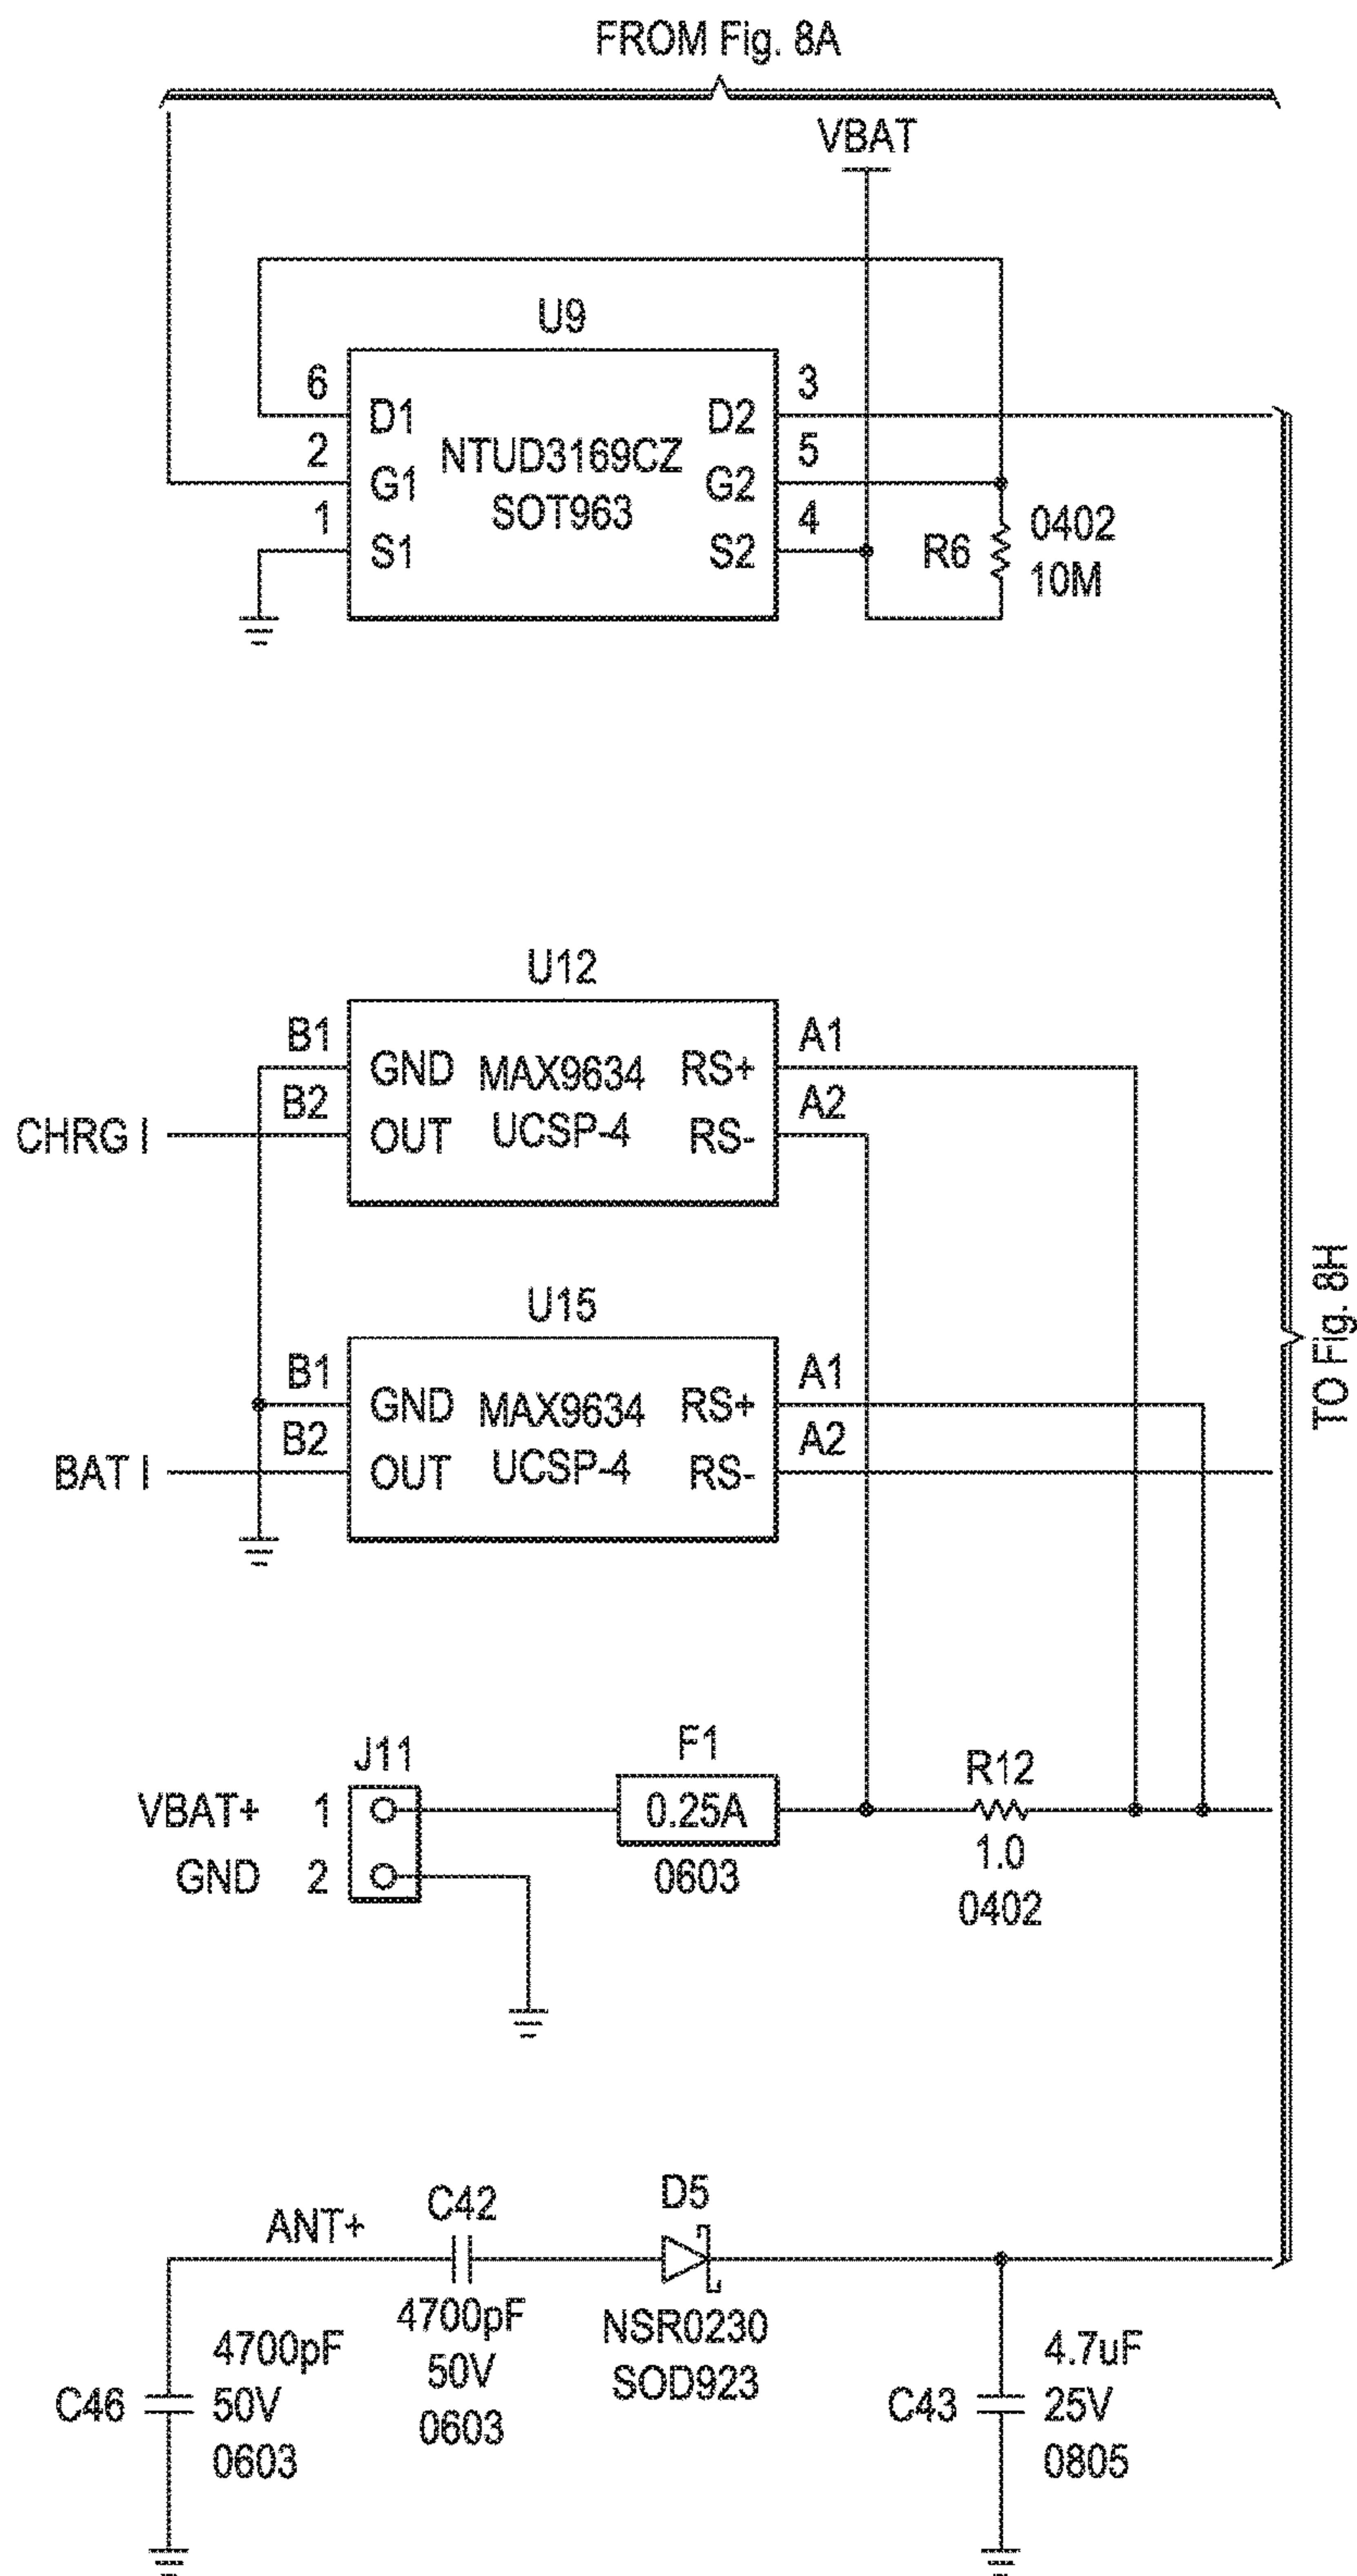 FROM Fig. 8A
VBAT
U9
6 D1 D2 3
2 G1 NTUD3169CZ G2 5
1 S1 SOT963 S2 4
R6 0402
10M
U12
B1 GND MAX9634 RS+ A1
CHRG I B2 OUT UCSP-4 RS- A2
U15
B1 GND MAX9634 RS+ A1
BAT I B2 OUT UCSP-4 RS- A2
TO Fig. 8H
J11 F1 R12
VBAT+ 1 0.25A 1.0
GND 2 0603 0402
ANT+ C42 D5
4700pF NSR0230
50V SOD923
0603
C46 4700pF
50V
0603
C43 4.7uF
25V
0805